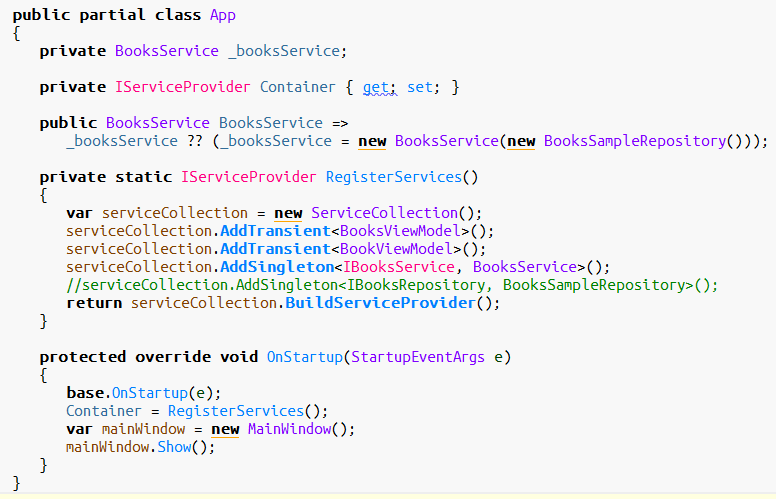 public partial class App
{
private BooksService _booksService;
private IServiceProvider Container { get; set; }
public BooksService BooksService =>
_booksService ?? (_booksService = new BooksService(new BooksSampleRepository()));
private static IServiceProvider RegisterServices()
{
var serviceCollection = new ServiceCollection();
serviceCollection.AddTransient<BooksViewModel>();
serviceCollection.AddTransient<BookViewModel>();
serviceCollection.AddSingleton<IBooksService, BooksService>();
//serviceCollection.AddSingleton<IBooksRepository, BooksSampleRepository>();
return serviceCollection.BuildServiceProvider();
}
protected override void OnStartup(StartupEventArgs e)
{
base.OnStartup(e);
Container = RegisterServices();
var mainWindow = new MainWindow();
mainWindow.Show();
}
}